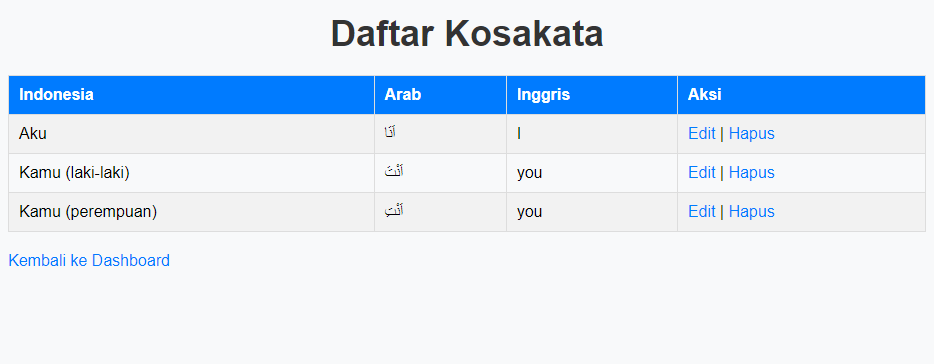 Daftar Kosakata
Indonesia Arab Inggris Aksi
Aku اَنَا I Edit | Hapus
Kamu (laki-laki) اَنْتَ you Edit | Hapus
Kamu (perempuan) اَنْتِ you Edit | Hapus
Kembali ke Dashboard